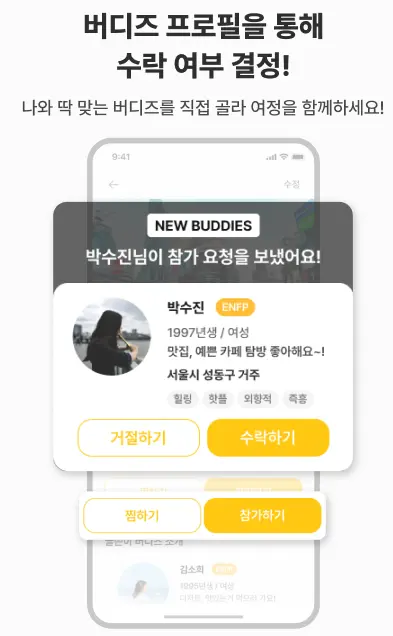 버디즈 프로필을 통해
수락 여부 결정!
나와 딱 맞는 버디즈를 직접 골라 여정을 함께하세요!
9:41
수정
NEW BUDDIES
박수진님이 참가 요청을 보냈어요!
박수진 ENFP
1997년생 / 여성
맛집, 예쁜 카페 탐방 좋아해요~!
서울시 성동구 거주
힐링 핫플 외향적 즉흥
거절하기 수락하기
찜하기 참가하기
글쓴이 버디즈 소개
김소희 ENFP
1995년생 / 여성